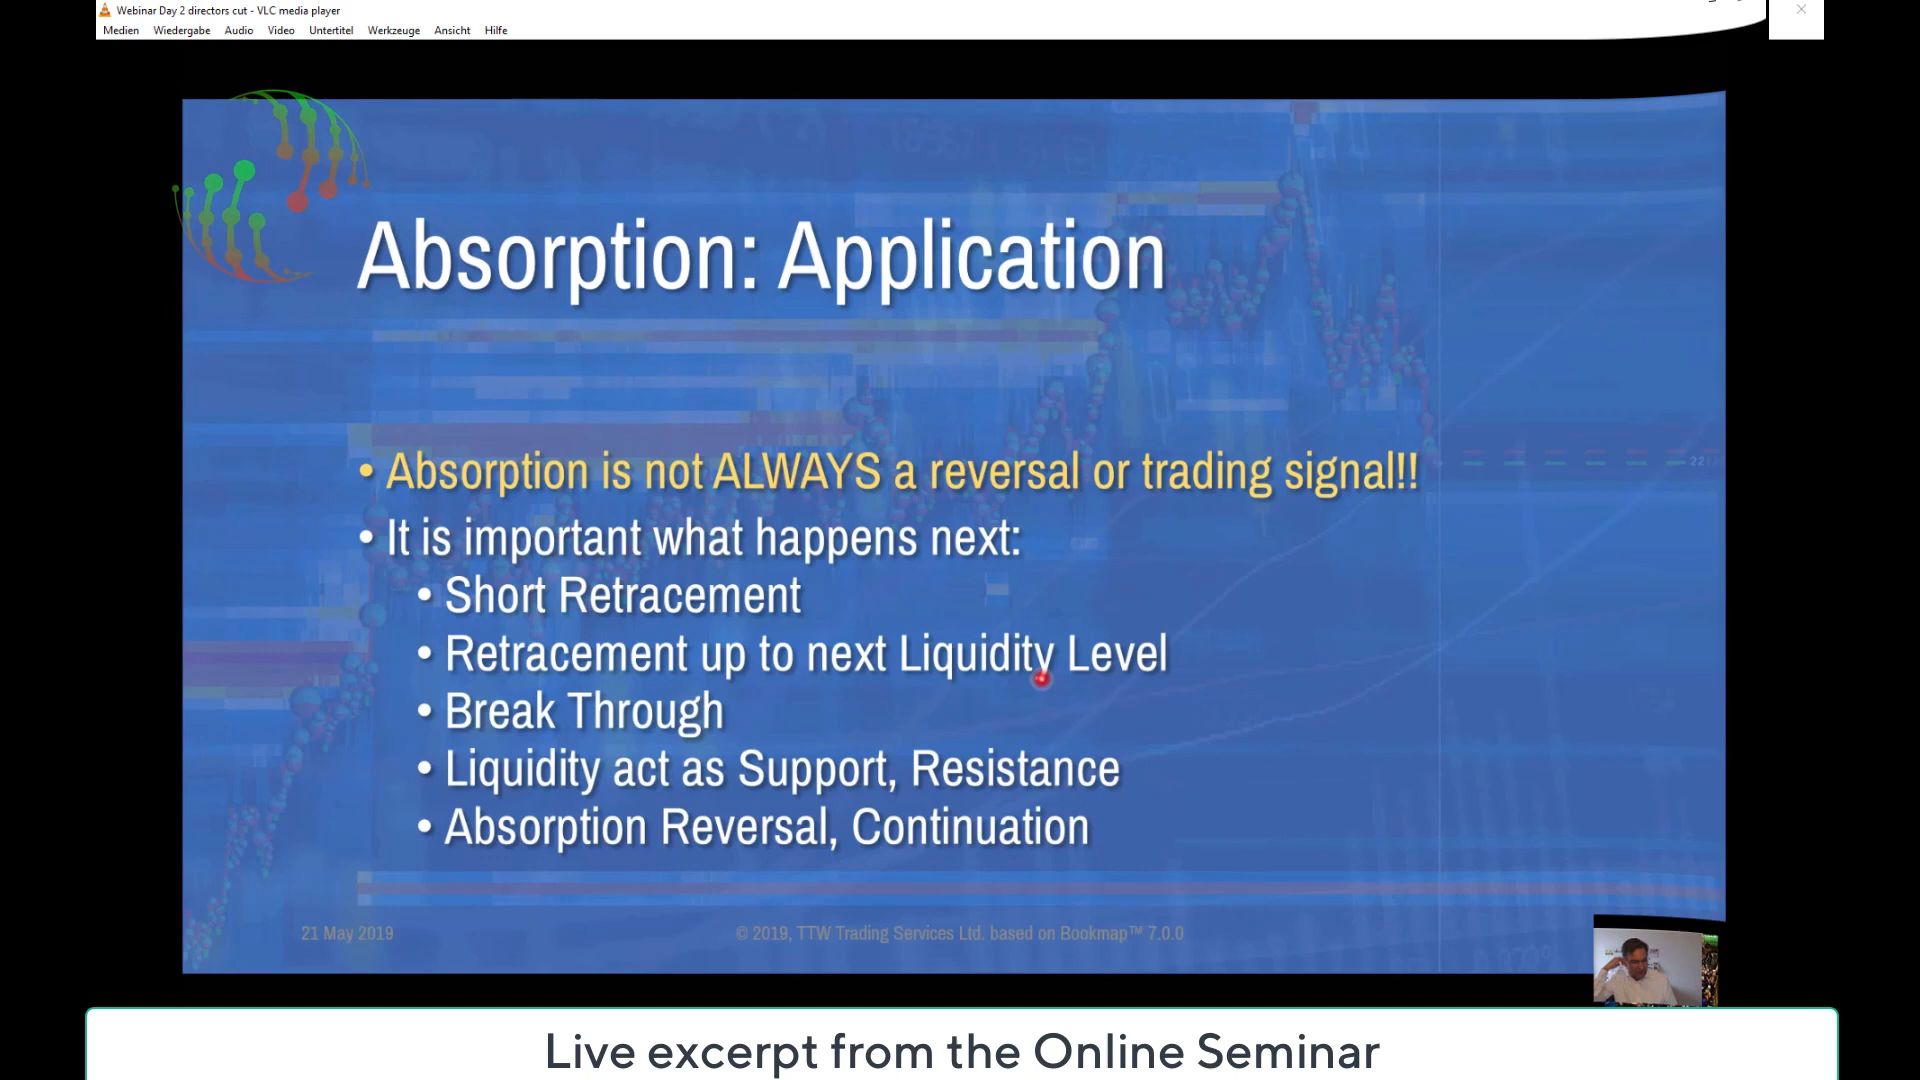 Webinar Day 2 directors cut - VLC media player
Medien Wiedergabe Audio Video Untertitel Werkzeuge Ansicht Hilfe
Absorption: Application
• Absorption is not ALWAYS a reversal or trading signal!!
• It is important what happens next:
• Short Retracement
• Retracement up to next Liquidity Level
• Break Through
• Liquidity act as Support, Resistance
• Absorption Reversal, Continuation
21 May 2019
© 2019, TTW Trading Services Ltd. based on Bookmap™ 7.0.0
Live excerpt from the Online Seminar